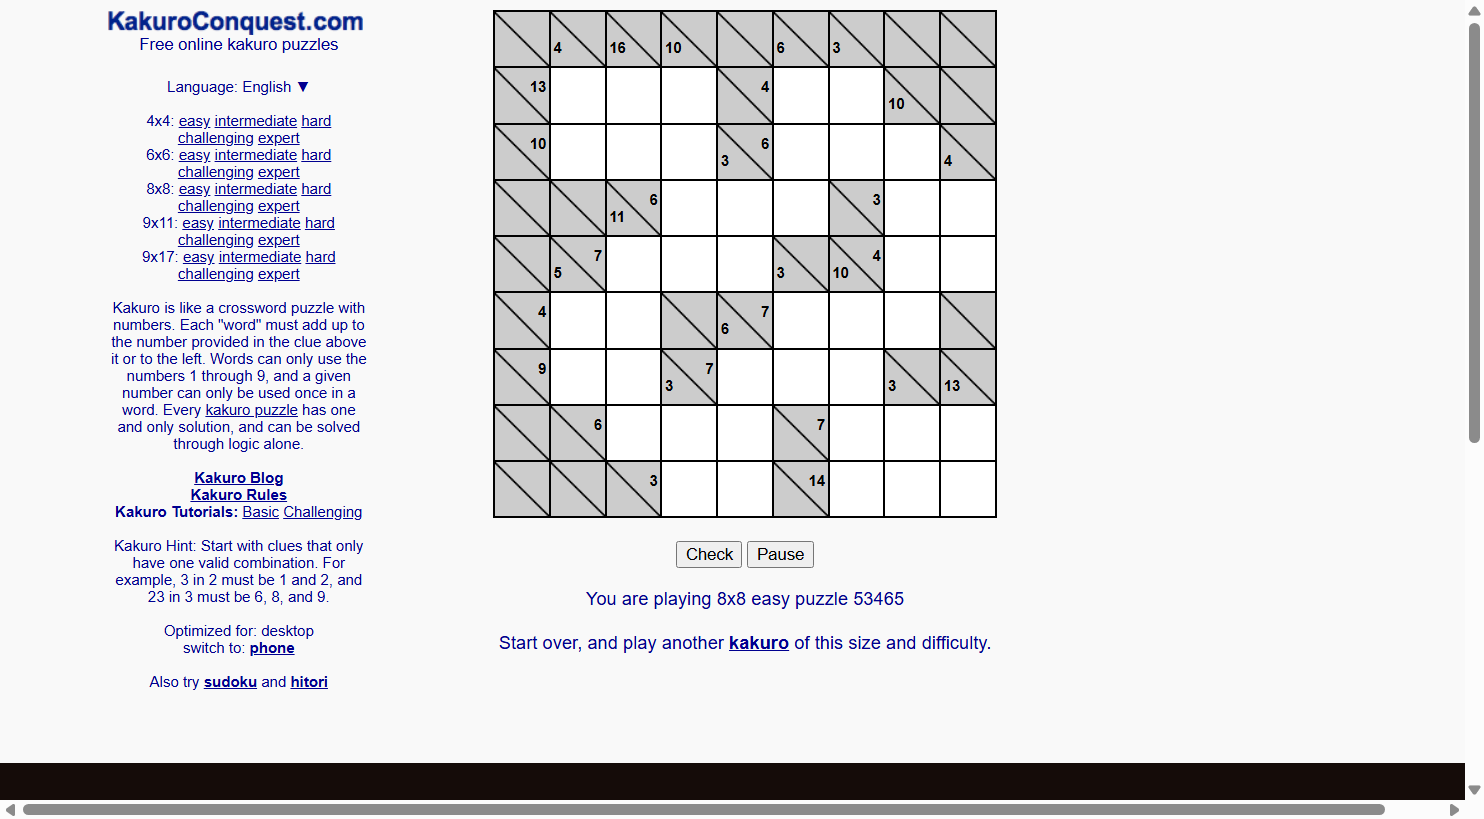 KakuroConquest.com
Free online kakuro puzzles
Language: English ▼
4x4: easy intermediate hard
challenging expert
6x6: easy intermediate hard
challenging expert
8x8: easy intermediate hard
challenging expert
9x11: easy intermediate hard
challenging expert
9x17: easy intermediate hard
challenging expert
Kakuro is like a crossword puzzle with
numbers. Each "word" must add up to
the number provided in the clue above
it or to the left. Words can only use the
numbers 1 through 9, and a given
number can only be used once in a
word. Every kakuro puzzle has one
and only solution, and can be solved
through logic alone.
Kakuro Blog
Kakuro Rules
Kakuro Tutorials: Basic Challenging
Kakuro Hint: Start with clues that only
have one valid combination. For
example, 3 in 2 must be 1 and 2, and
23 in 3 must be 6, 8, and 9.
Optimized for: desktop
switch to: phone
Also try sudoku and hitori
4 16 10 6 3
13 4 10
10 3 6 4
11 6 3
5 7 3 10 4
4 6 7
9 3 7 3 13
6 7
3 14
Check Pause
You are playing 8x8 easy puzzle 53465
Start over, and play another kakuro of this size and difficulty.